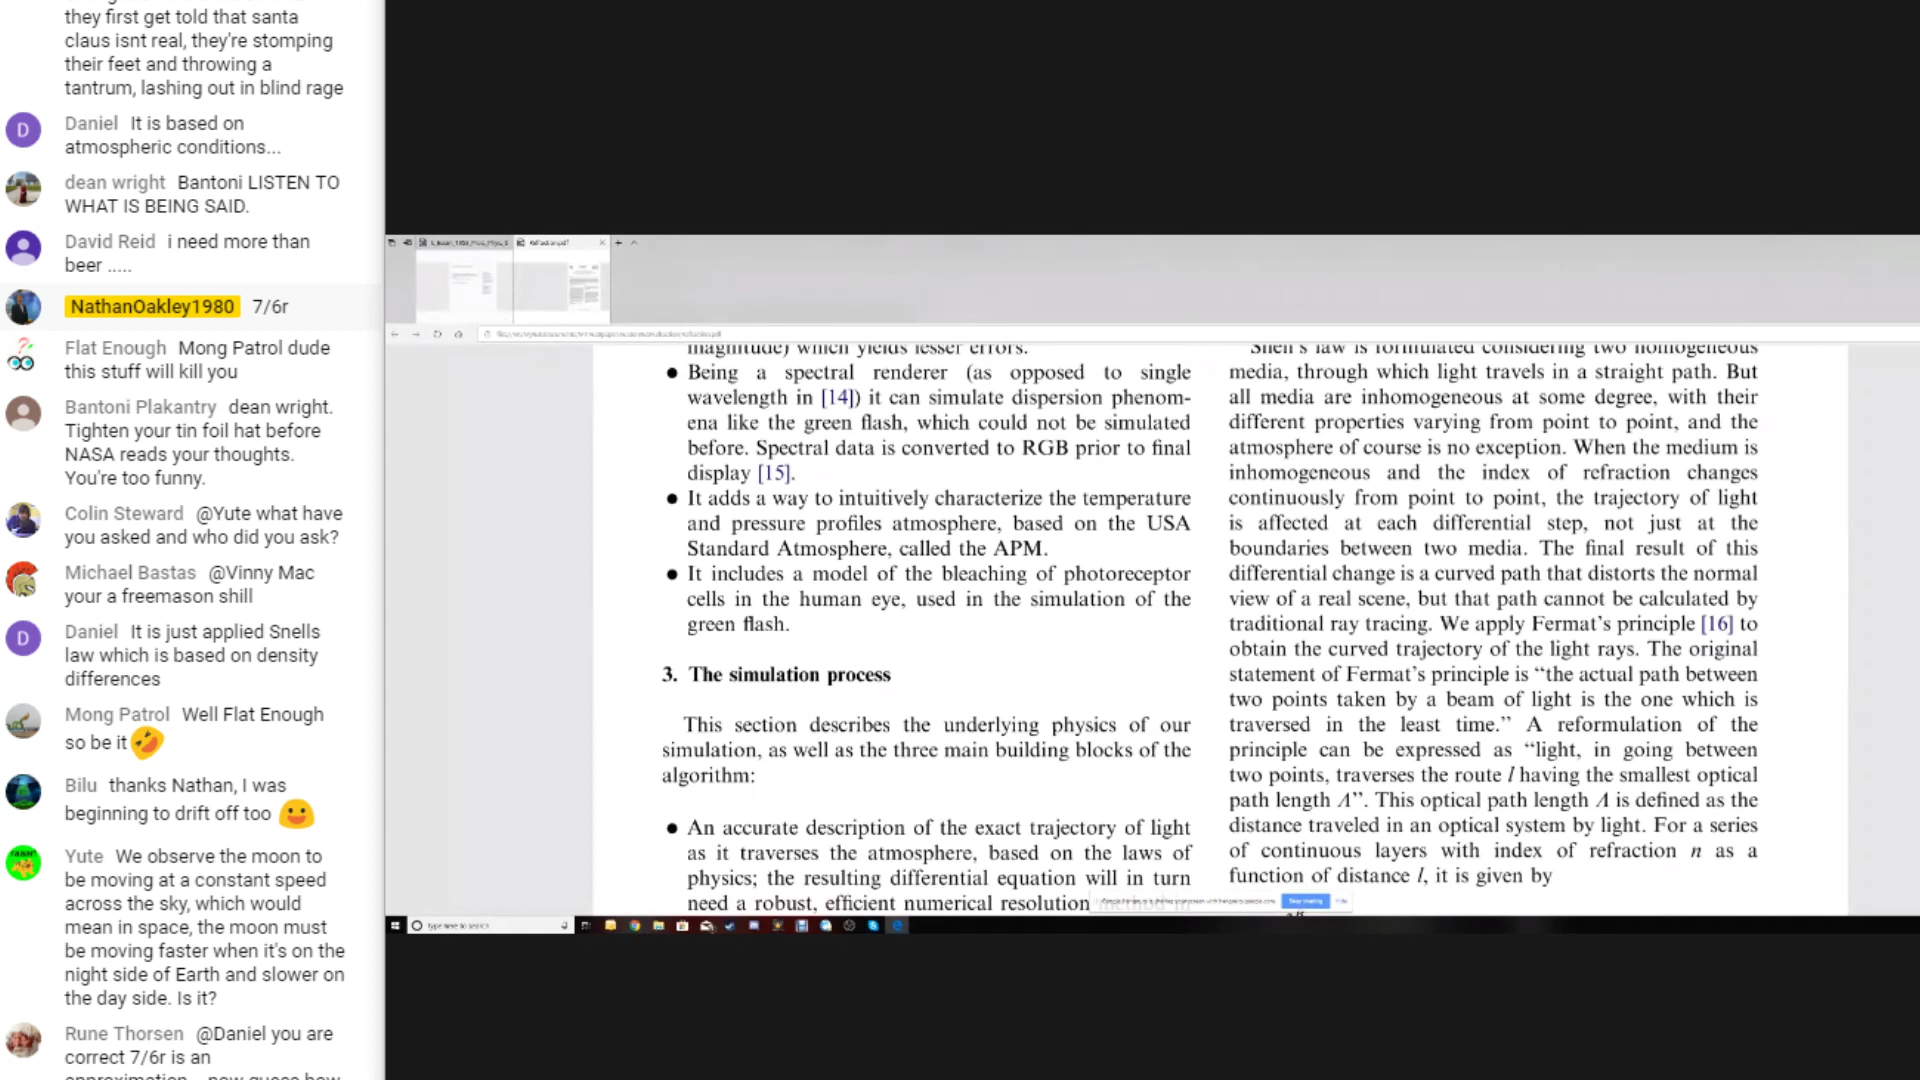 they first get told that santa
claus isnt real, they're stomping
their feet and throwing a
tantrum, lashing out in blind rage
D
Daniel It is based on
atmospheric conditions...
dean wright Bantoni LISTEN TO
WHAT IS BEING SAID.
David Reid i need more than
beer .....
NathanOakley1980 7/6r
Flat Enough Mong Patrol dude
this stuff will kill you
Bantoni Plakantry dean wright.
Tighten your tin foil hat before
NASA reads your thoughts.
You're too funny.
Colin Steward @Yute what have
you asked and who did you ask?
Michael Bastas @Vinny Mac
your a freemason shill
D
Daniel It is just applied Snells
law which is based on density
differences
Mong Patrol Well Flat Enough
so be it
Bilu thanks Nathan, I was
beginning to drift off too
Yute We observe the moon to
be moving at a constant speed
across the sky, which would
mean in space, the moon must
be moving faster when it's on the
night side of Earth and slower on
the day side. Is it?
Rune Thorsen @Daniel you are
correct 7/6r is an
magnitude) which yields lesser errors.
● Being a spectral renderer (as opposed to single
wavelength in [14]) it can simulate dispersion phenom-
ena like the green flash, which could not be simulated
before. Spectral data is converted to RGB prior to final
display [15].
● It adds a way to intuitively characterize the temperature
and pressure profiles atmosphere, based on the USA
Standard Atmosphere, called the APM.
● It includes a model of the bleaching of photoreceptor
cells in the human eye, used in the simulation of the
green flash.
3. The simulation process
This section describes the underlying physics of our
simulation, as well as the three main building blocks of the
algorithm:
● An accurate description of the exact trajectory of light
as it traverses the atmosphere, based on the laws of
physics; the resulting differential equation will in turn
need a robust, efficient numerical resolution
Snell's law is formulated considering two homogeneous
media, through which light travels in a straight path. But
all media are inhomogeneous at some degree, with their
different properties varying from point to point, and the
atmosphere of course is no exception. When the medium is
inhomogeneous and the index of refraction changes
continuously from point to point, the trajectory of light
is affected at each differential step, not just at the
boundaries between two media. The final result of this
differential change is a curved path that distorts the normal
view of a real scene, but that path cannot be calculated by
traditional ray tracing. We apply Fermat's principle [16] to
obtain the curved trajectory of the light rays. The original
statement of Fermat's principle is “the actual path between
two points taken by a beam of light is the one which is
traversed in the least time.” A reformulation of the
principle can be expressed as “light, in going between
two points, traverses the route l having the smallest optical
path length Λ”. This optical path length Λ is defined as the
distance traveled in an optical system by light. For a series
of continuous layers with index of refraction n as a
function of distance l, it is given by
Stop sharing
Hide
Type here to search